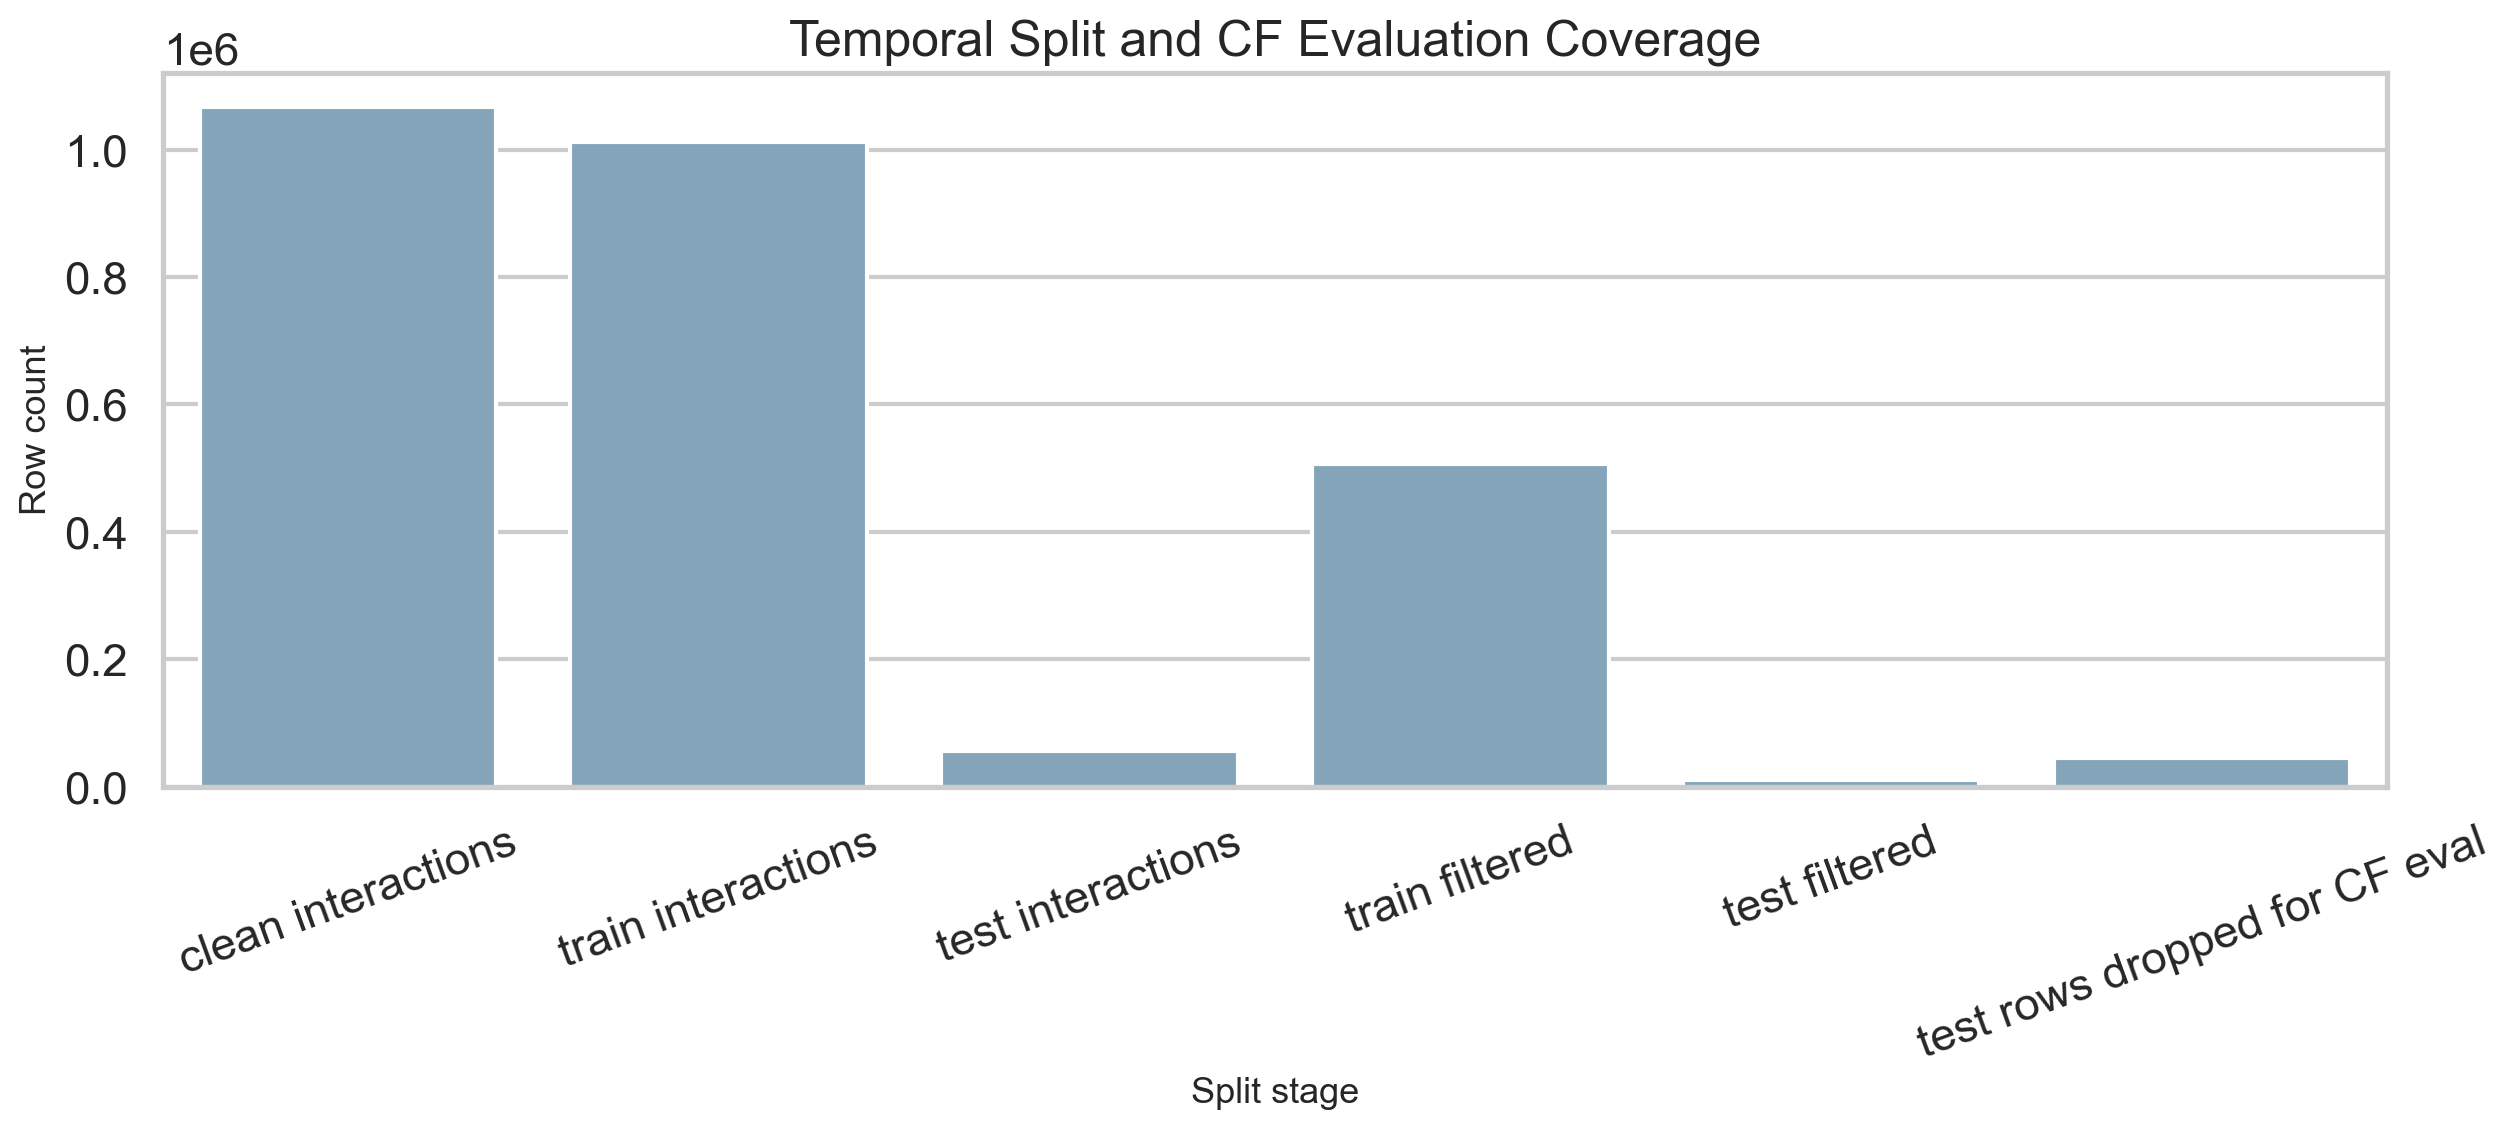 Temporal Split and CF Evaluation Coverage
1e6
1.0
0.8
0.6
0.4
0.2
0.0
Row count
clean interactions
train interactions
test interactions
train filtered
test filtered
test rows dropped for CF eval
Split stage